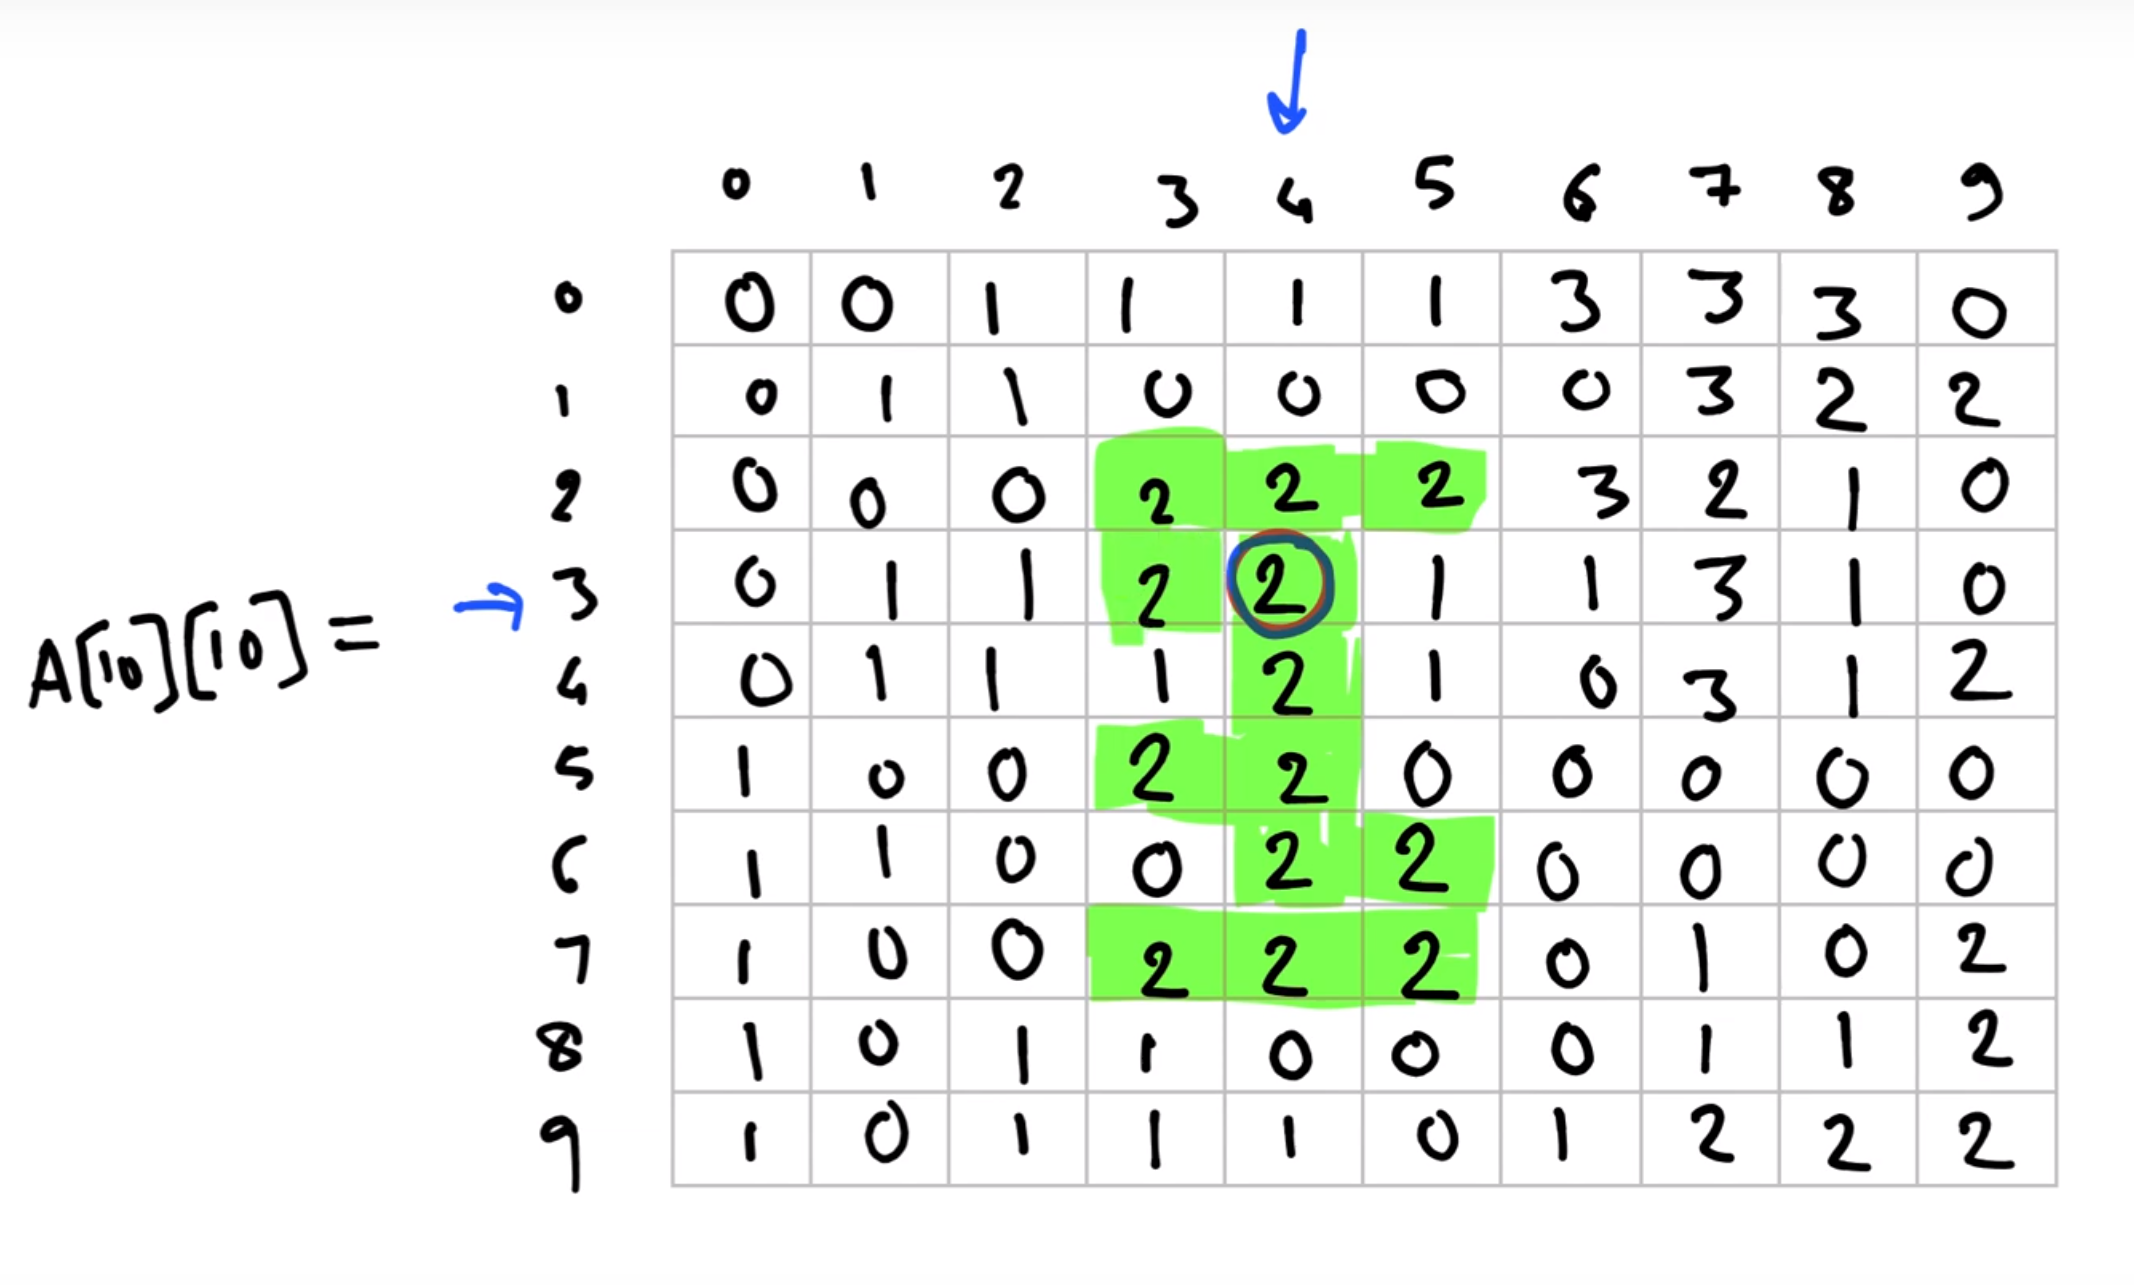 0 1 2 3 4 5 6 7 8 9
0 0 0 1 1 1 1 3 3 3 0
1 0 1 1 0 0 0 0 3 2 2
2 0 0 0 2 2 2 3 2 1 0
3 0 1 1 2 2 1 1 3 1 0
A[10][10] =
4 0 1 1 1 2 1 0 3 1 2
5 1 0 0 2 2 0 0 0 0 0
6 1 1 0 0 2 2 0 0 0 0
7 1 0 0 2 2 2 0 1 0 2
8 1 0 1 1 0 0 0 1 1 2
9 1 0 1 1 1 0 1 2 2 2